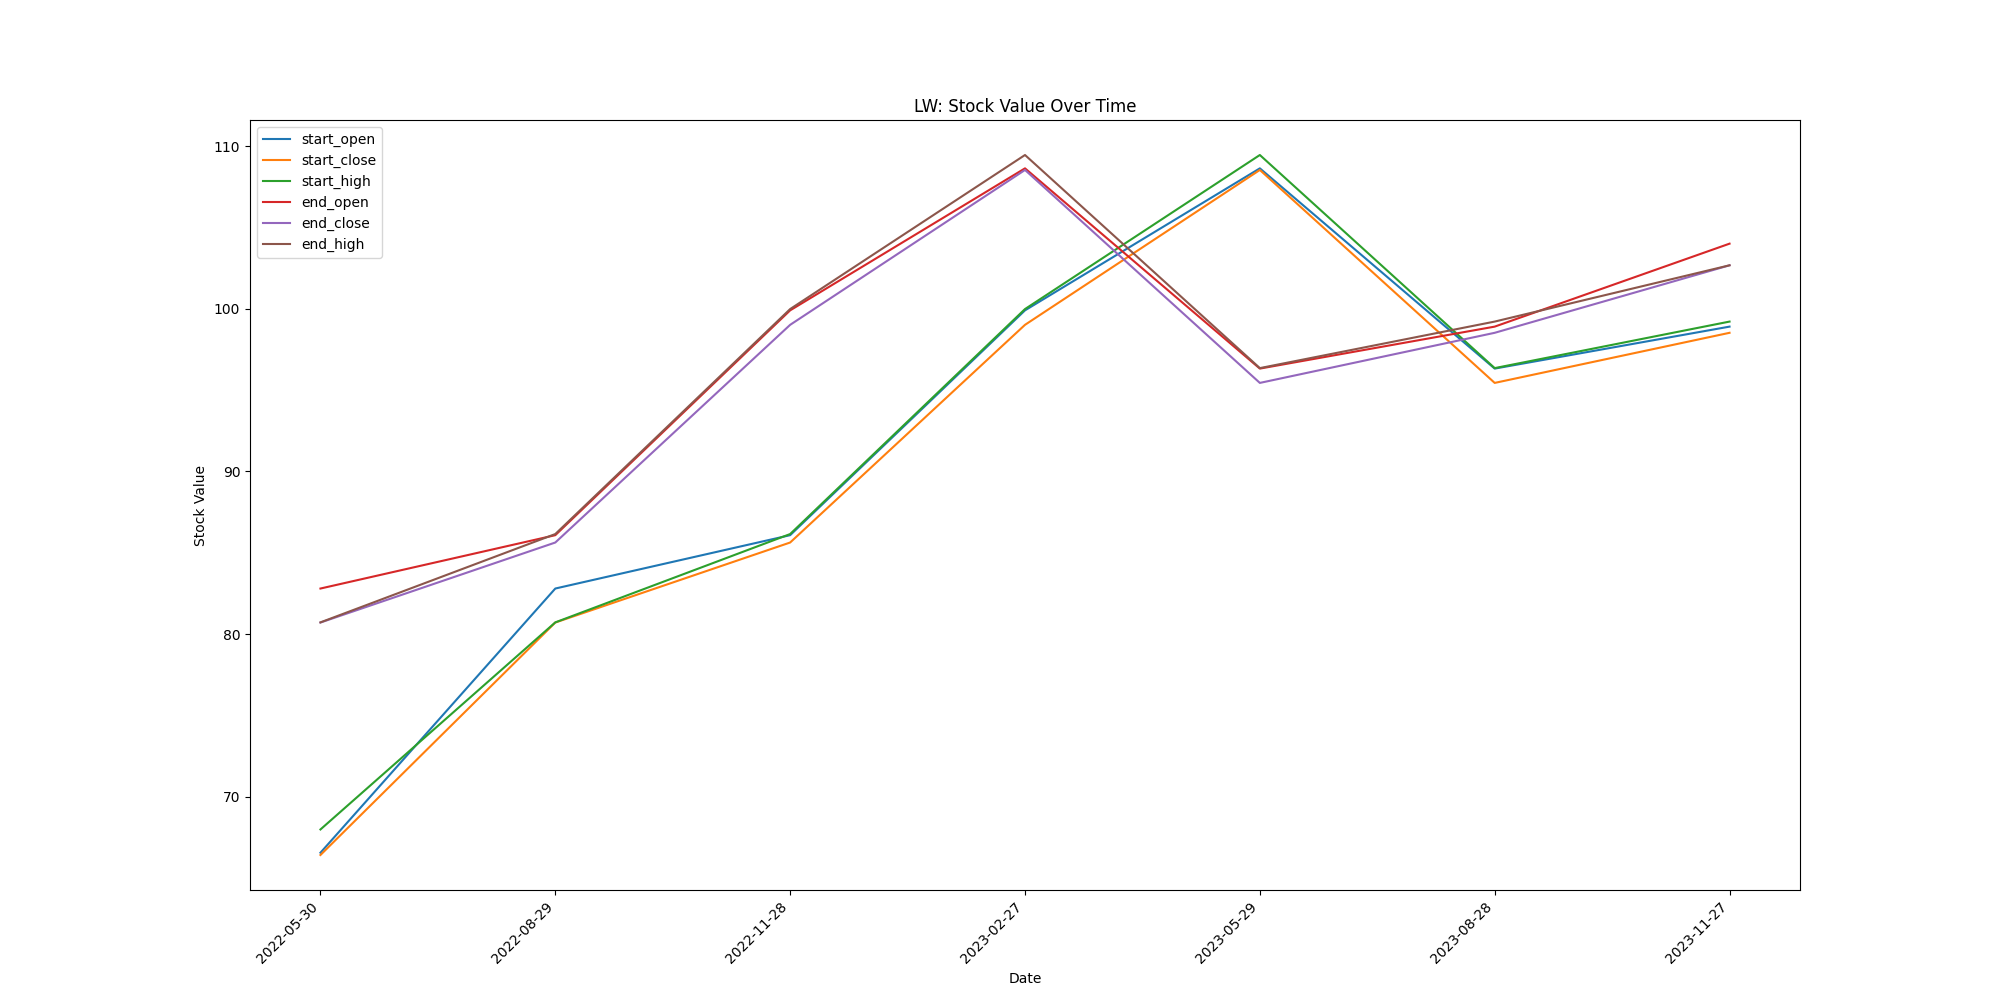 LW: Stock Value Over Time
start_open
start_close
start_high
end_open
end_close
end_high
110
100
90
80
70
Stock Value
2022-05-30
2022-08-29
2022-11-28
2023-02-27
2023-05-29
2023-08-28
2023-11-27
Date